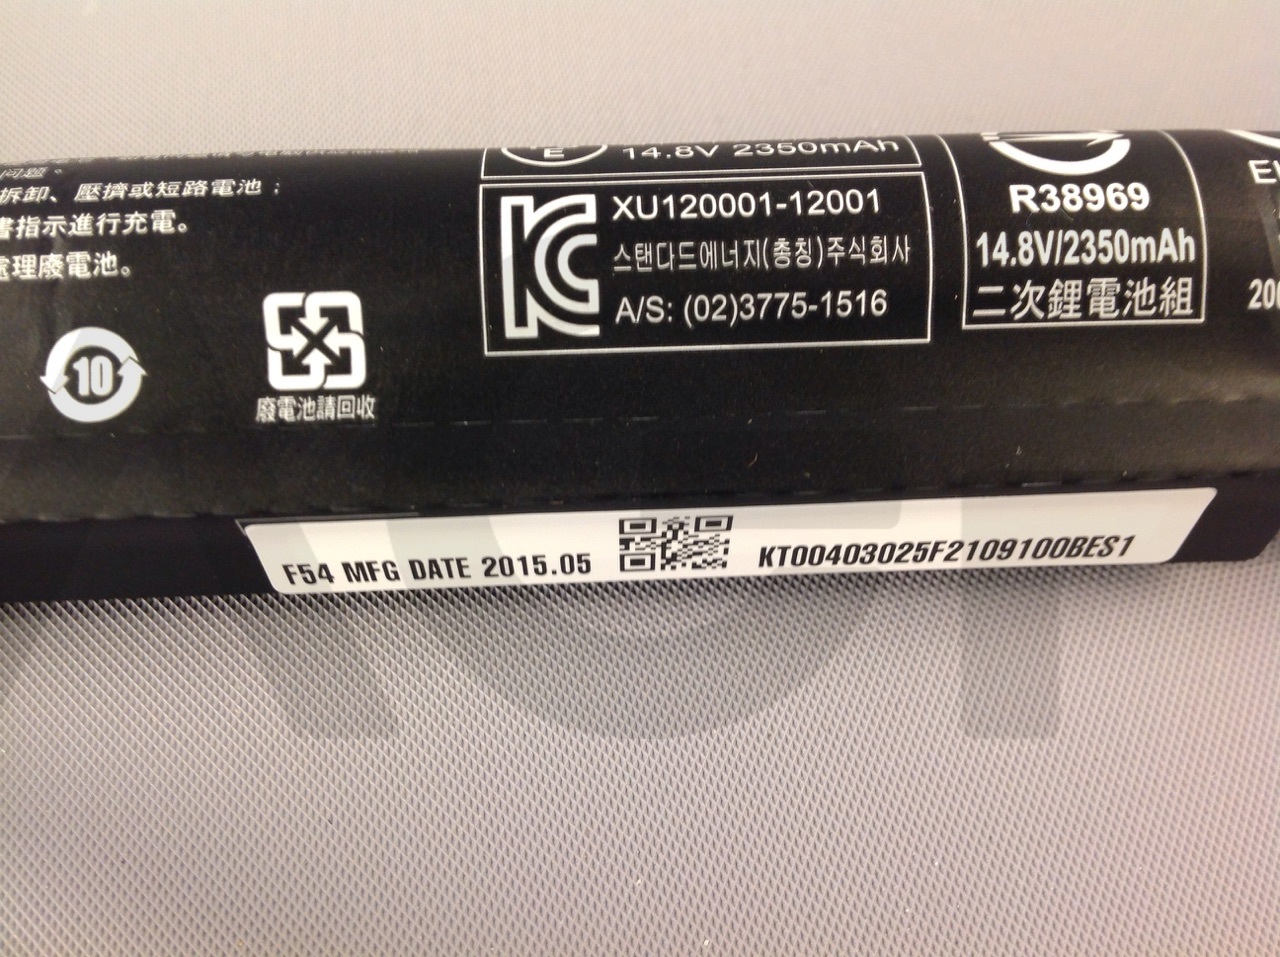 問題。
拆卸、壓擠或短路電池；
書指示進行充電。
處理廢電池。
10
廢電池請回收
E
14.8V 2350mAh
XU120001-12001
스탠다드에너지(총칭)주식회사
A/S: (02)3775-1516
R38969
14.8V/2350mAh
二次鋰電池組
F54 MFG DATE 2015.05
KT00403025F2109100BES1